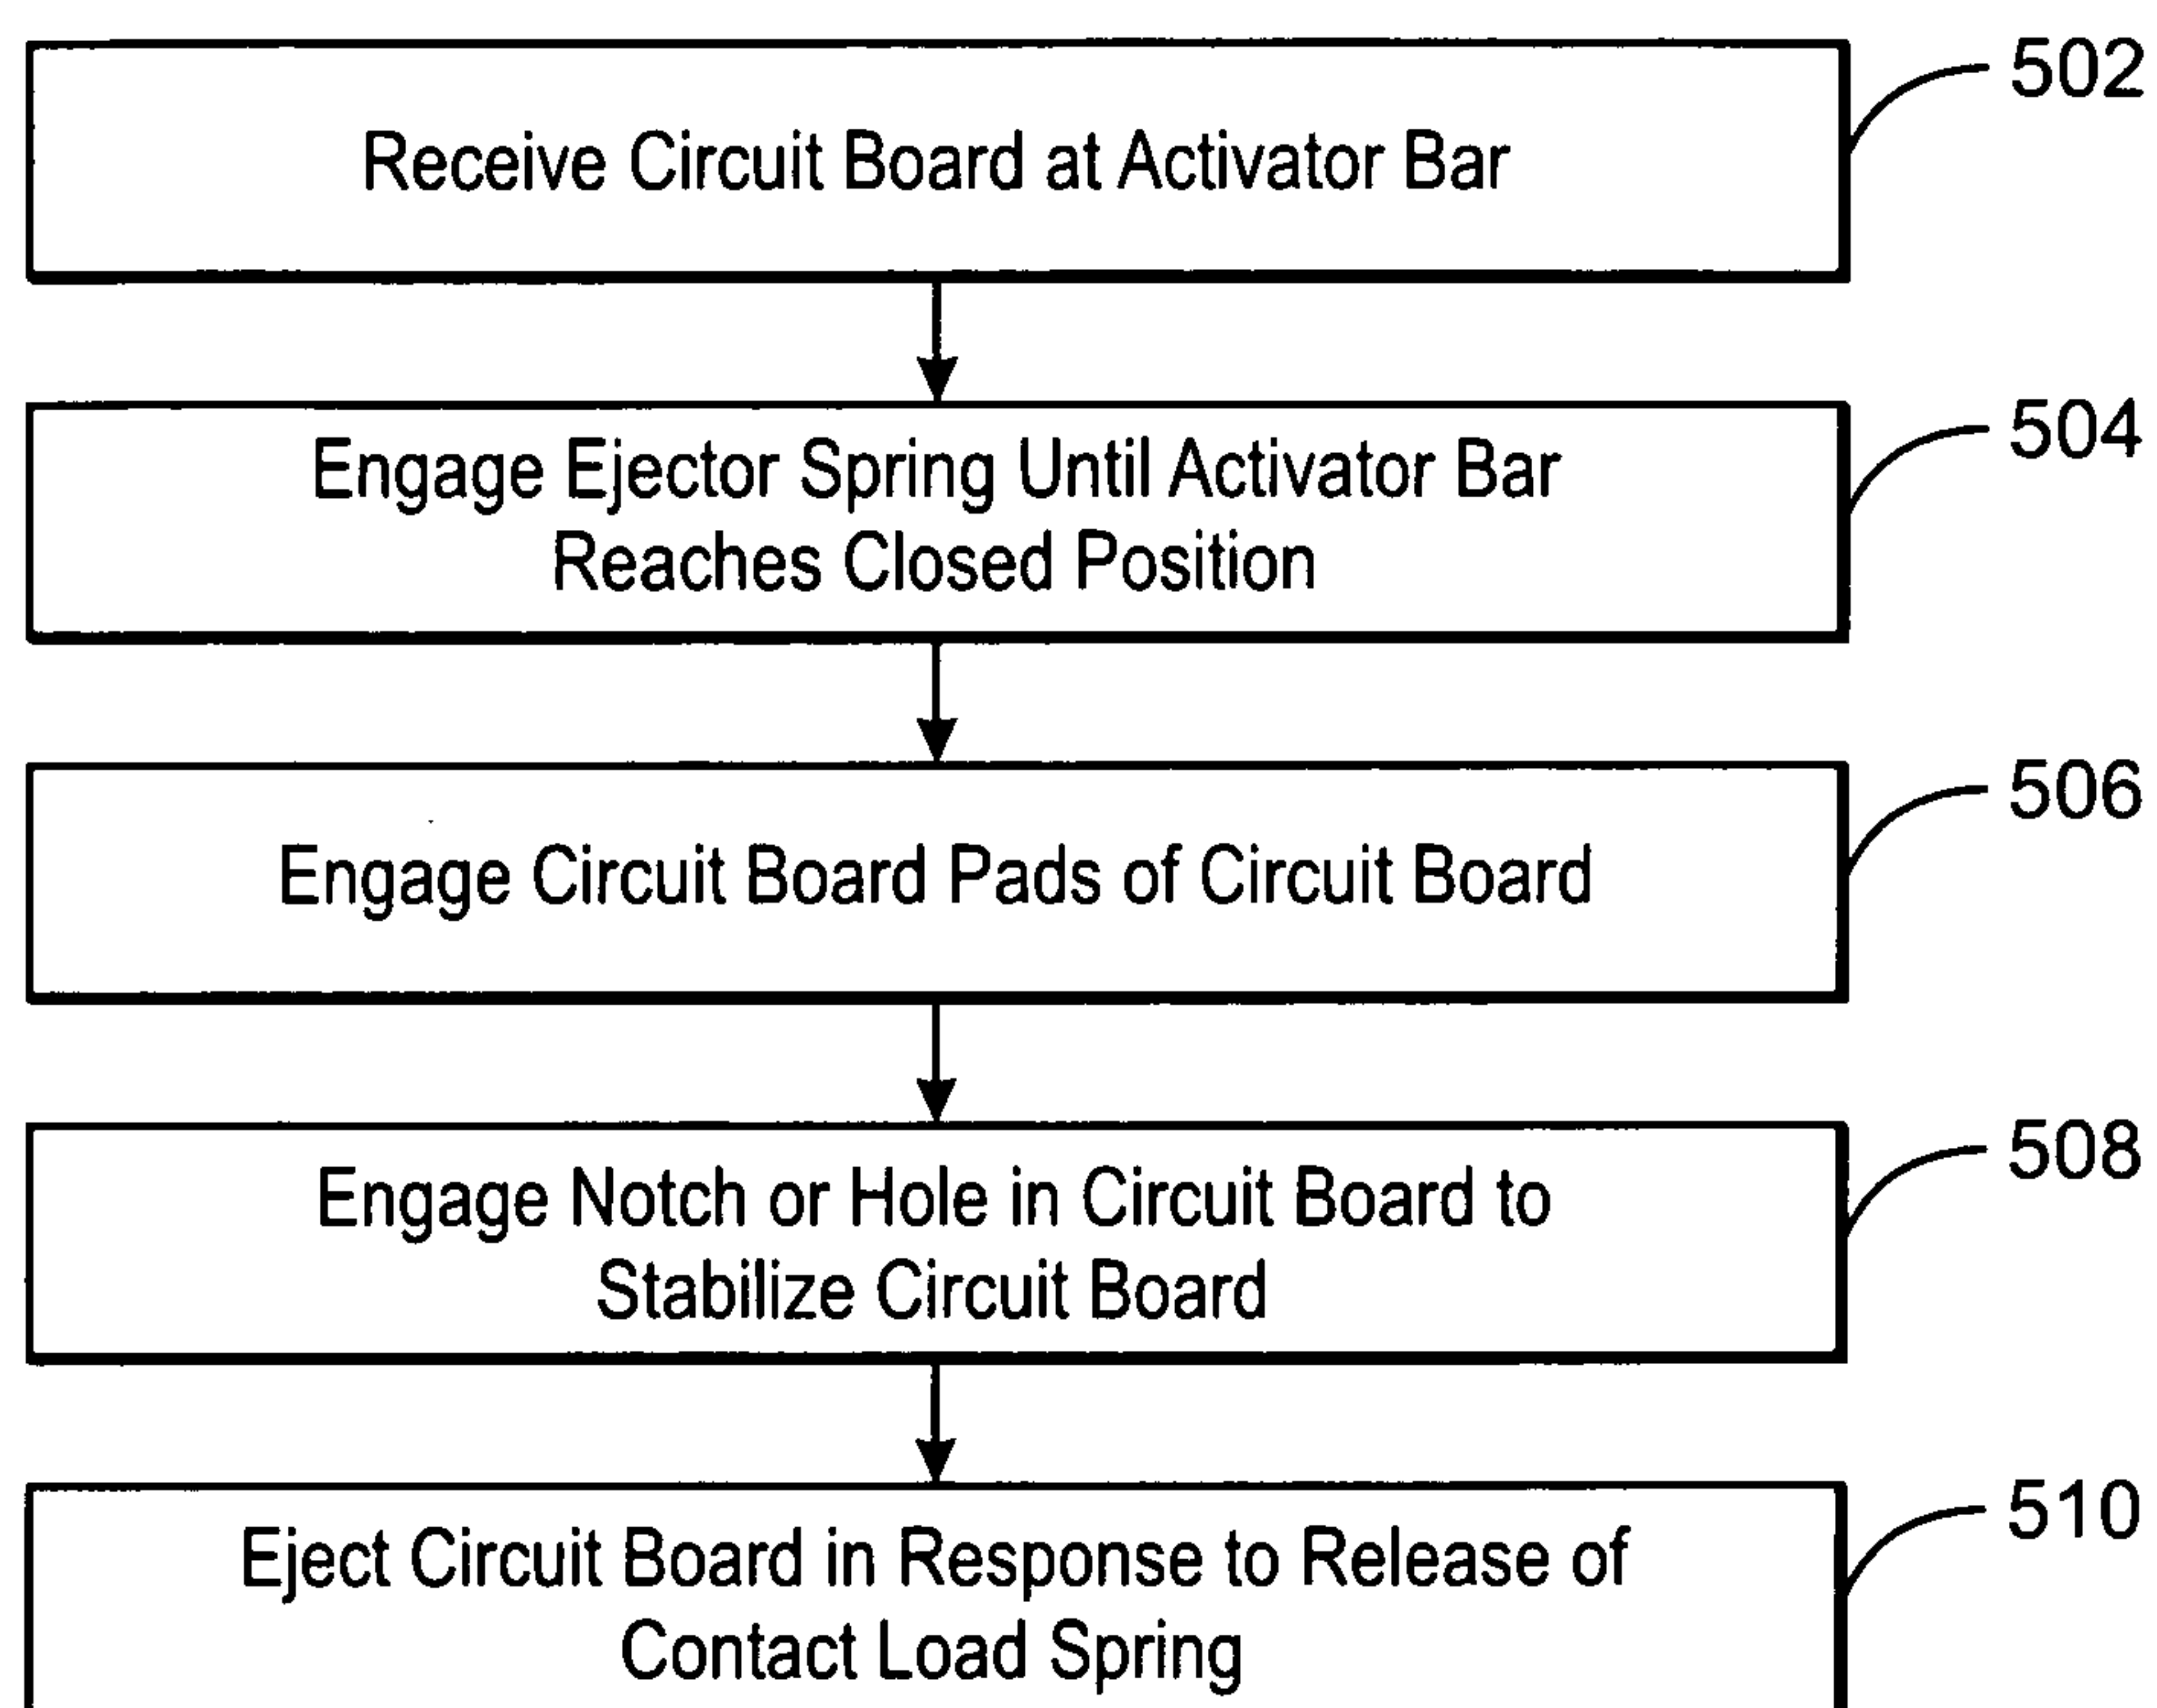 502
Receive Circuit Board at Activator Bar
504
Engage Ejector Spring Until Activator Bar
Reaches Closed Position
506
Engage Circuit Board Pads of Circuit Board
508
Engage Notch or Hole in Circuit Board to
Stabilize Circuit Board
510
Eject Circuit Board in Response to Release of
Contact Load Spring